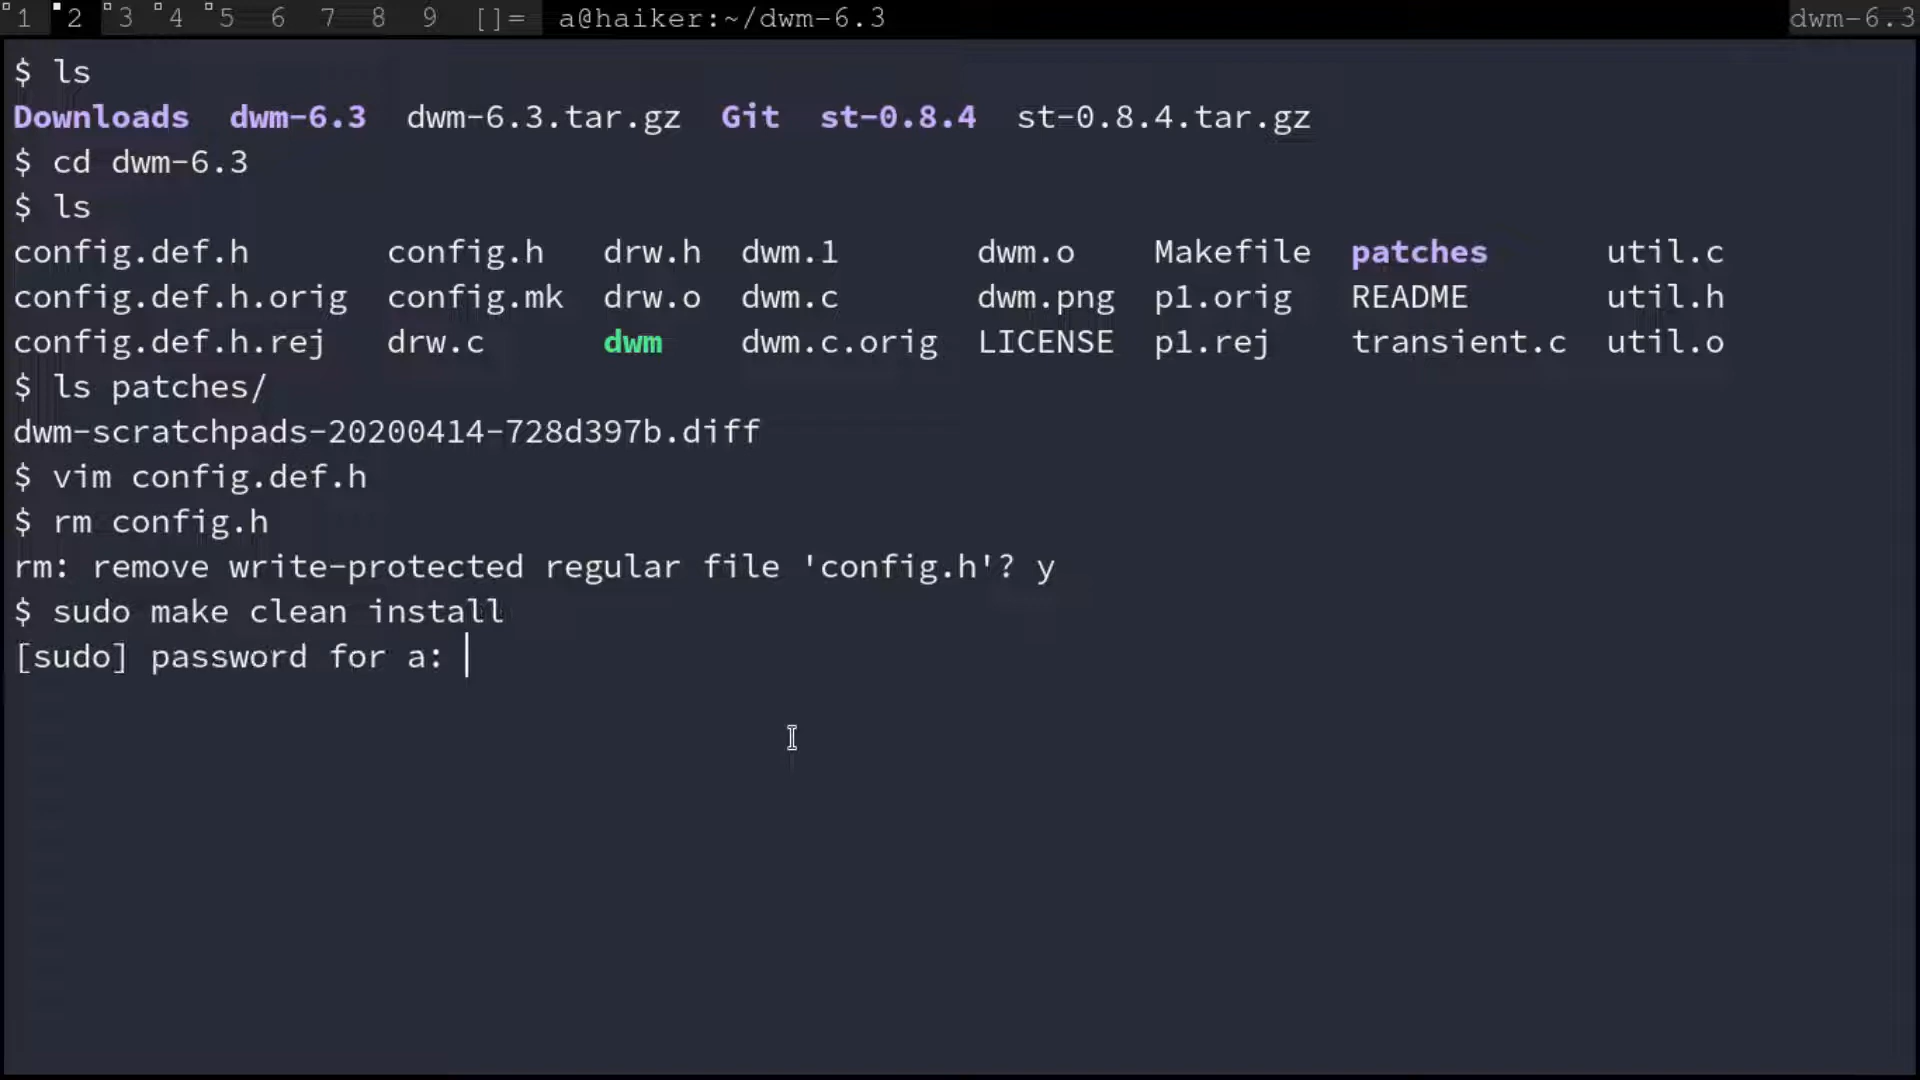 1 2 3 4 5 6 7 8 9 []= a@haiker:~/dwm-6.3 dwm-6.3
$ ls
Downloads dwm-6.3 dwm-6.3.tar.gz Git st-0.8.4 st-0.8.4.tar.gz
$ cd dwm-6.3
$ ls
config.def.h config.h drw.h dwm.1 dwm.o Makefile patches util.c
config.def.h.orig config.mk drw.o dwm.c dwm.png p1.orig README util.h
config.def.h.rej drw.c dwm dwm.c.orig LICENSE p1.rej transient.c util.o
$ ls patches/
dwm-scratchpads-20200414-728d397b.diff
$ vim config.def.h
$ rm config.h
rm: remove write-protected regular file 'config.h'? y
$ sudo make clean install
[sudo] password for a: